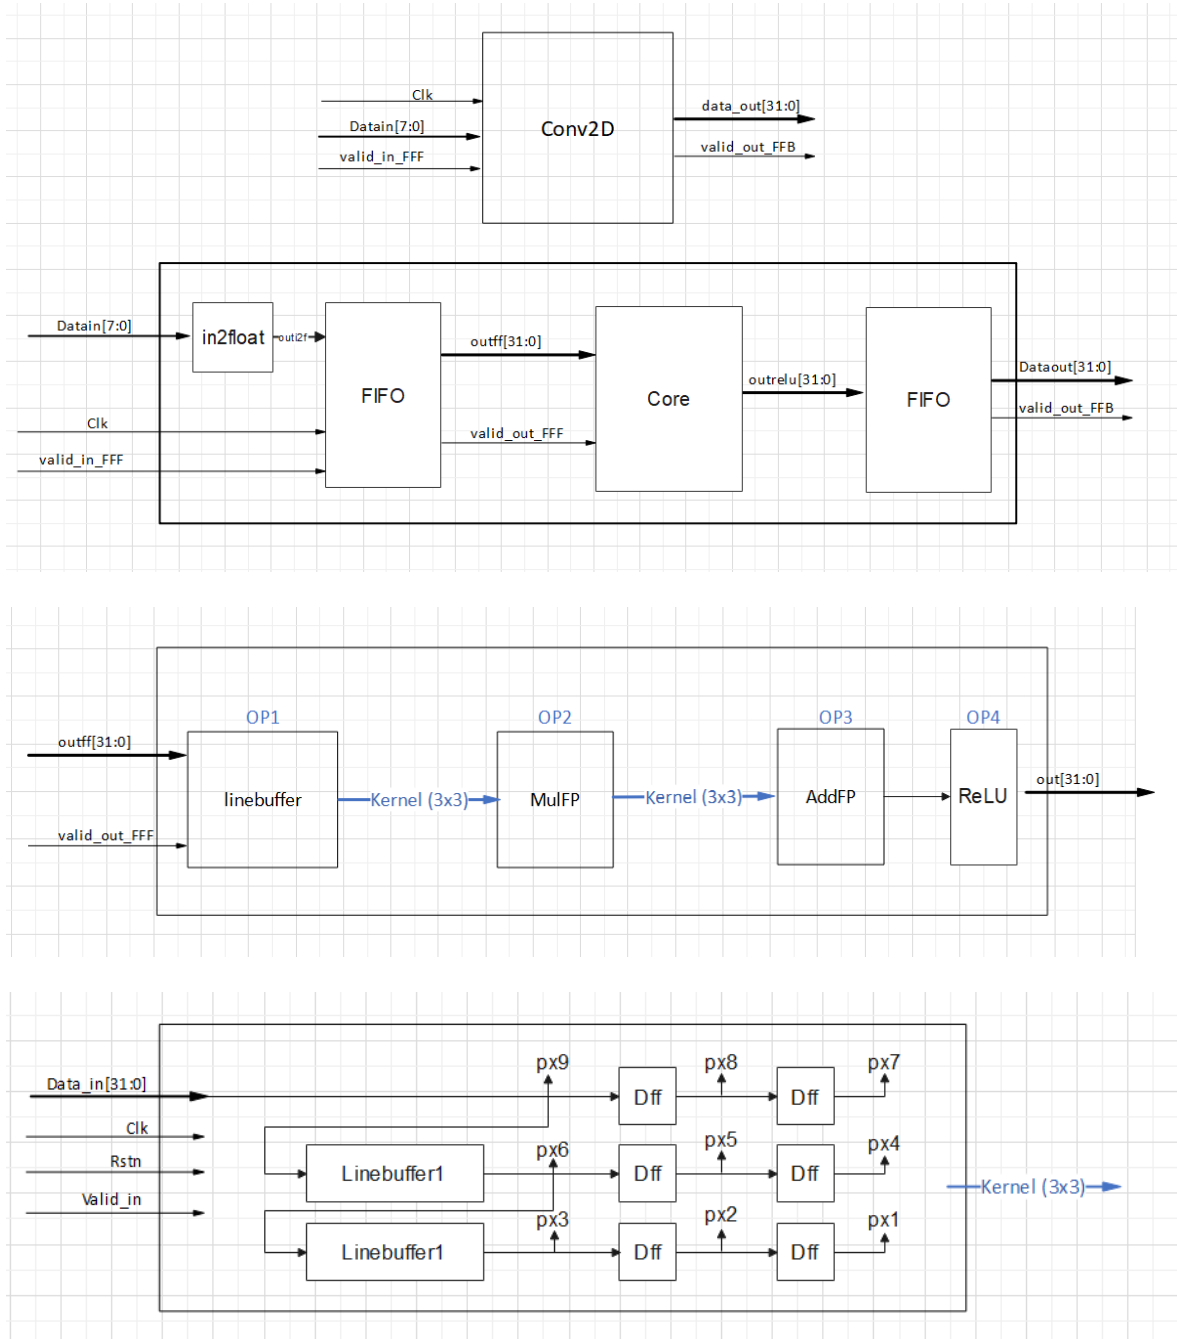 Clk
Datain[7:0]
valid_in_FFF
Conv2D
data_out[31:0]
valid_out_FFB
Datain[7:0]
in2float
outi2f
Clk
valid_in_FFF
FIFO
outff[31:0]
valid_out_FFF
Core
outrelu[31:0]
FIFO
Dataout[31:0]
valid_out_FFB
OP1
OP2
OP3
OP4
outff[31:0]
valid_out_FFF
linebuffer
Kernel (3x3)
MulFP
Kernel (3x3)
AddFP
ReLU
out[31:0]
Data_in[31:0]
Clk
Rstn
Valid_in
px9
Dff
px8
Dff
px7
Linebuffer1
px6
Dff
px5
Dff
px4
Linebuffer1
px3
Dff
px2
Dff
px1
Kernel (3x3)